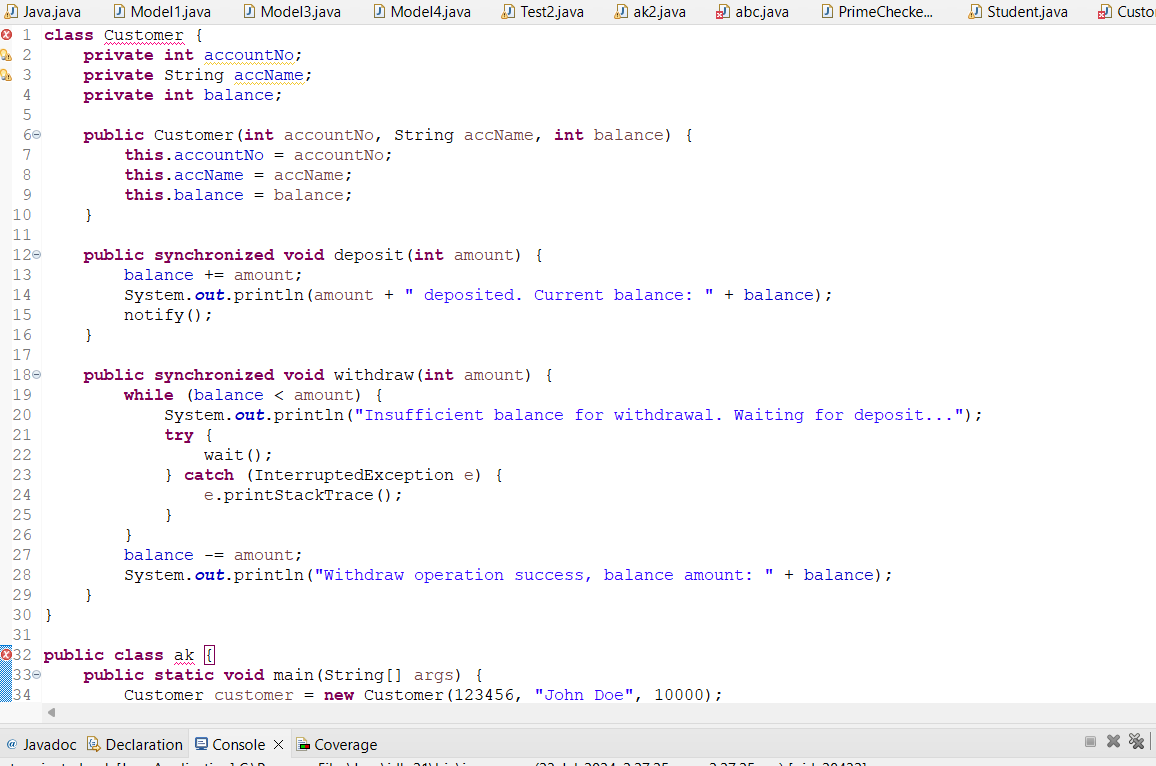 Java.java Model1.java Model3.java Model4.java Test2.java ak2.java abc.java PrimeChecke... Student.java Custo
1 class Customer {
2 private int accountNo;
3 private String accName;
4 private int balance;
5
6 public Customer(int accountNo, String accName, int balance) {
7 this.accountNo = accountNo;
8 this.accName = accName;
9 this.balance = balance;
10 }
11
12 public synchronized void deposit(int amount) {
13 balance += amount;
14 System.out.println(amount + " deposited. Current balance: " + balance);
15 notify();
16 }
17
18 public synchronized void withdraw(int amount) {
19 while (balance < amount) {
20 System.out.println("Insufficient balance for withdrawal. Waiting for deposit...");
21 try {
22 wait();
23 } catch (InterruptedException e) {
24 e.printStackTrace();
25 }
26 }
27 balance -= amount;
28 System.out.println("Withdraw operation success, balance amount: " + balance);
29 }
30 }
31
32 public class ak {
33 public static void main(String[] args) {
34 Customer customer = new Customer(123456, "John Doe", 10000);
@ Javadoc Declaration Console Coverage